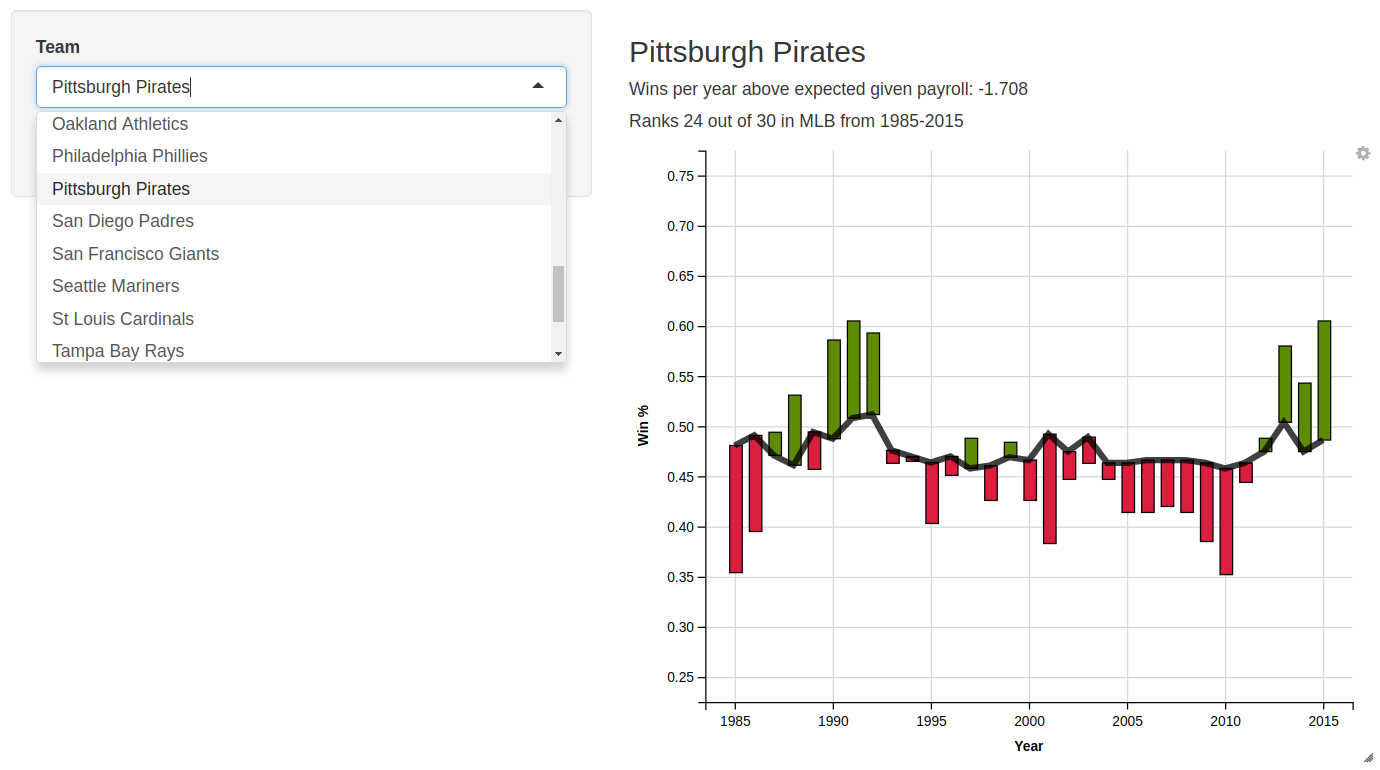 Team
Pittsburgh Pirates
Oakland Athletics
Philadelphia Phillies
Pittsburgh Pirates
San Diego Padres
San Francisco Giants
Seattle Mariners
St Louis Cardinals
Tampa Bay Rays
Pittsburgh Pirates
Wins per year above expected given payroll: -1.708
Ranks 24 out of 30 in MLB from 1985-2015
0.75
0.70
0.65
0.60
0.55
0.50
0.45
0.40
0.35
0.30
0.25
Win %
1985 1990 1995 2000 2005 2010 2015
Year